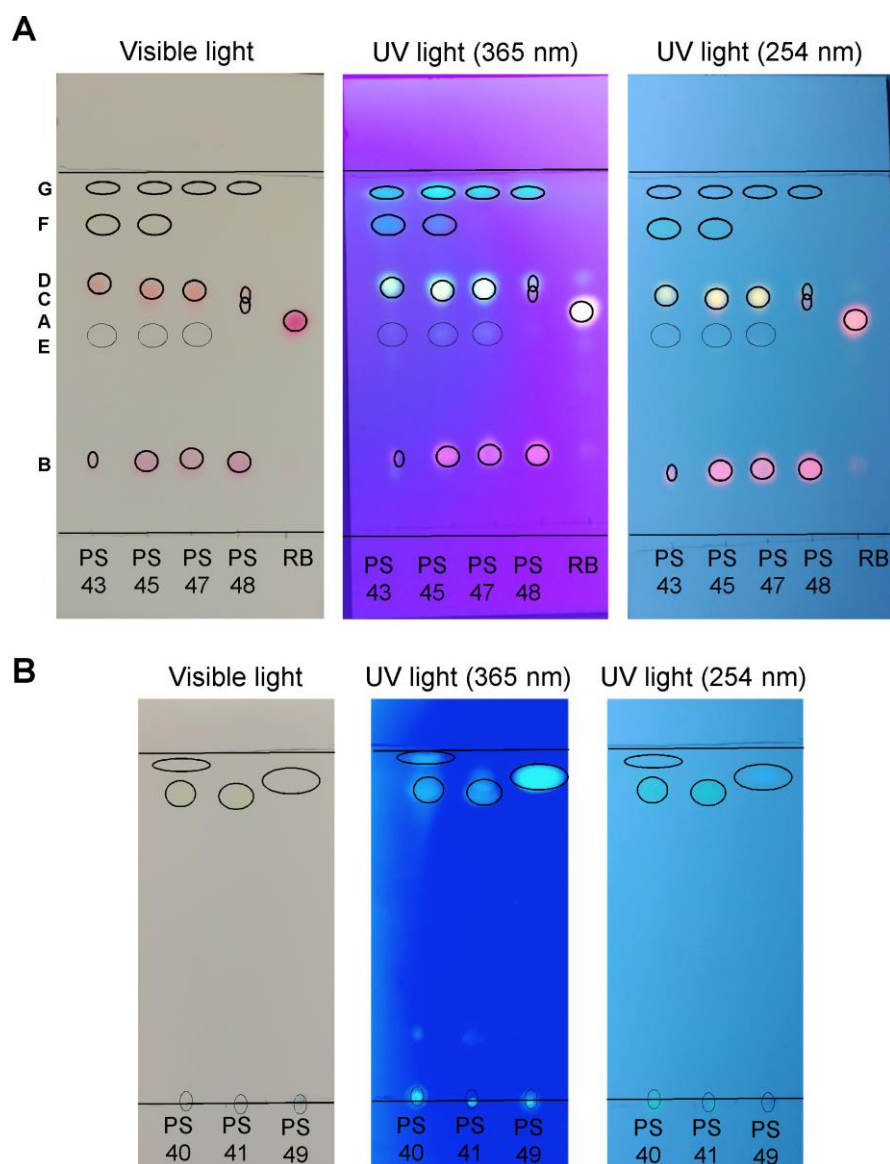 A
Visible light
UV light (365 nm)
UV light (254 nm)
G
F
D
C
A
E
B
PS PS PS PS RB
43 45 47 48
PS PS PS PS RB
43 45 47 48
PS PS PS PS RB
43 45 47 48
B
Visible light
UV light (365 nm)
UV light (254 nm)
PS PS PS
40 41 49
PS PS PS
40 41 49
PS PS PS
40 41 49